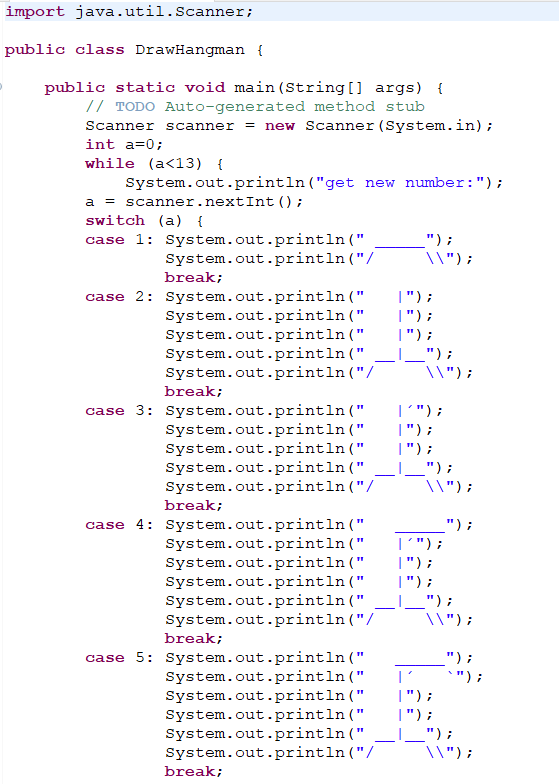 import java.util.Scanner;
public class DrawHangman {
    public static void main(String[] args) {
        // TODO Auto-generated method stub
        Scanner scanner = new Scanner(System.in);
        int a=0;
        while (a<13) {
            System.out.println("get new number:");
        a = scanner.nextInt();
        switch (a) {
        case 1: System.out.println(" _____");
                System.out.println("/     \\");
                break;
        case 2: System.out.println("   |");
                System.out.println("   |");
                System.out.println("   |");
                System.out.println(" __|__");
                System.out.println("/     \\");
                break;
        case 3: System.out.println("   |´");
                System.out.println("   |");
                System.out.println("   |");
                System.out.println(" __|__");
                System.out.println("/     \\");
                break;
        case 4: System.out.println("   _____");
                System.out.println("   |´");
                System.out.println("   |");
                System.out.println("   |");
                System.out.println(" __|__");
                System.out.println("/     \\");
                break;
        case 5: System.out.println("   _____");
                System.out.println("   |´   `");
                System.out.println("   |");
                System.out.println("   |");
                System.out.println(" __|__");
                System.out.println("/     \\");
                break;